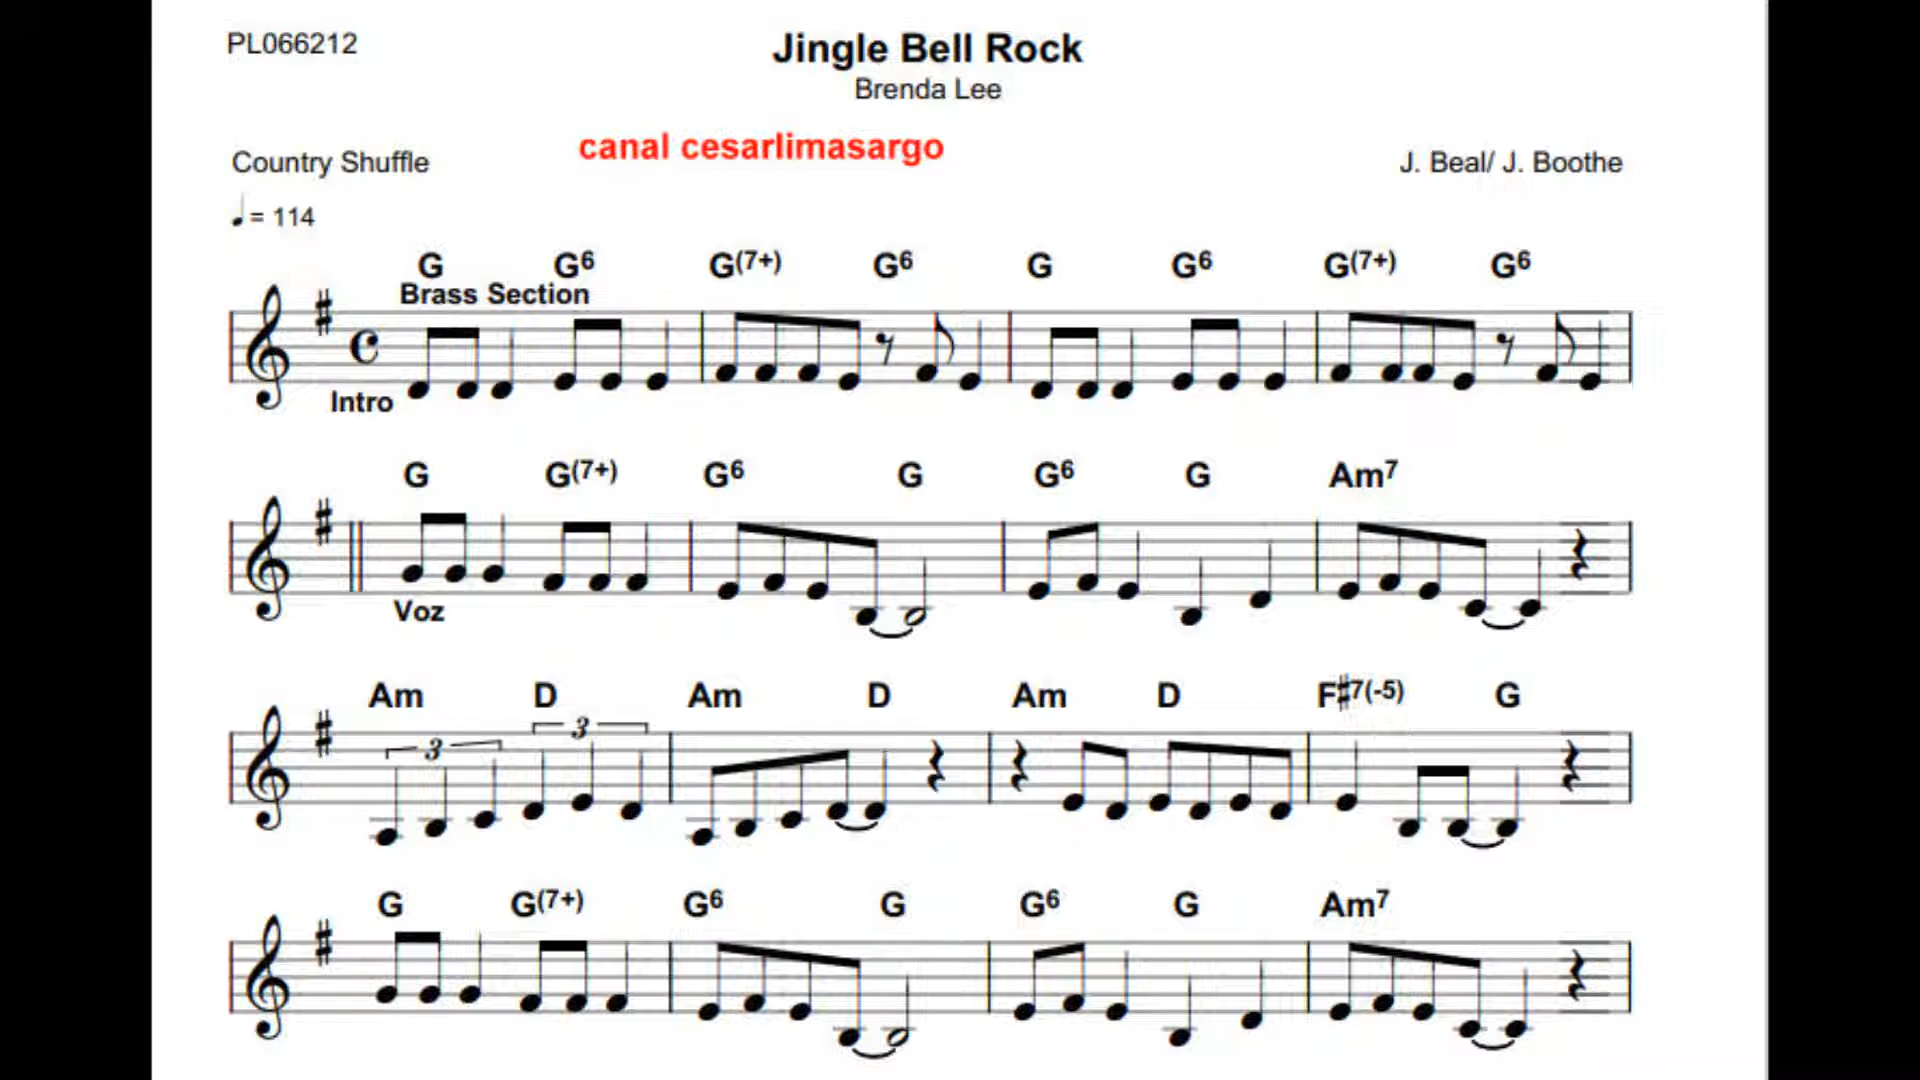 PL066212
Jingle Bell Rock
Brenda Lee
canal cesarlimasargo
Country Shuffle
J. Beal/ J. Boothe
♩ = 114
G G6 G(7+) G6 G G6 G(7+) G6
Brass Section
Intro
G G(7+) G6 G G6 G Am7
Voz
Am D Am D Am D F#7(-5) G
3 3
G G(7+) G6 G G6 G Am7